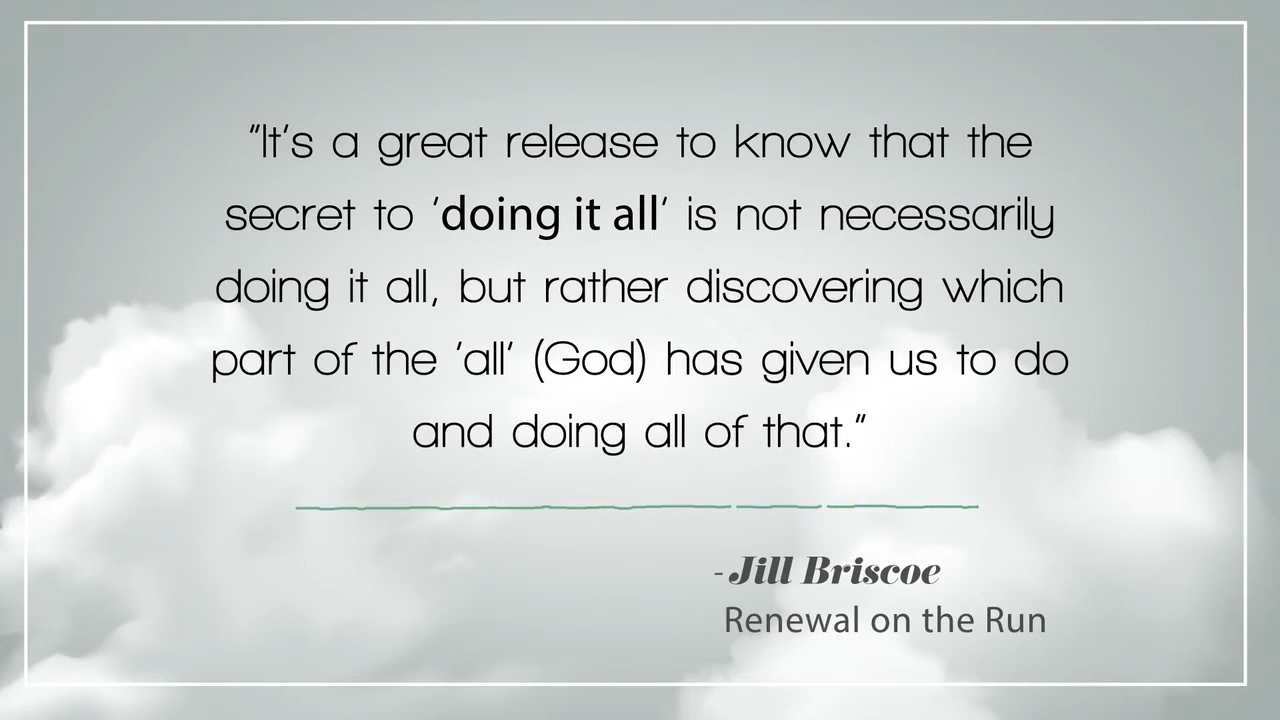 "It's a great release to know that the
secret to 'doing it all' is not necessarily
doing it all, but rather discovering which
part of the 'all' (God) has given us to do
and doing all of that."
- Jill Briscoe
Renewal on the Run